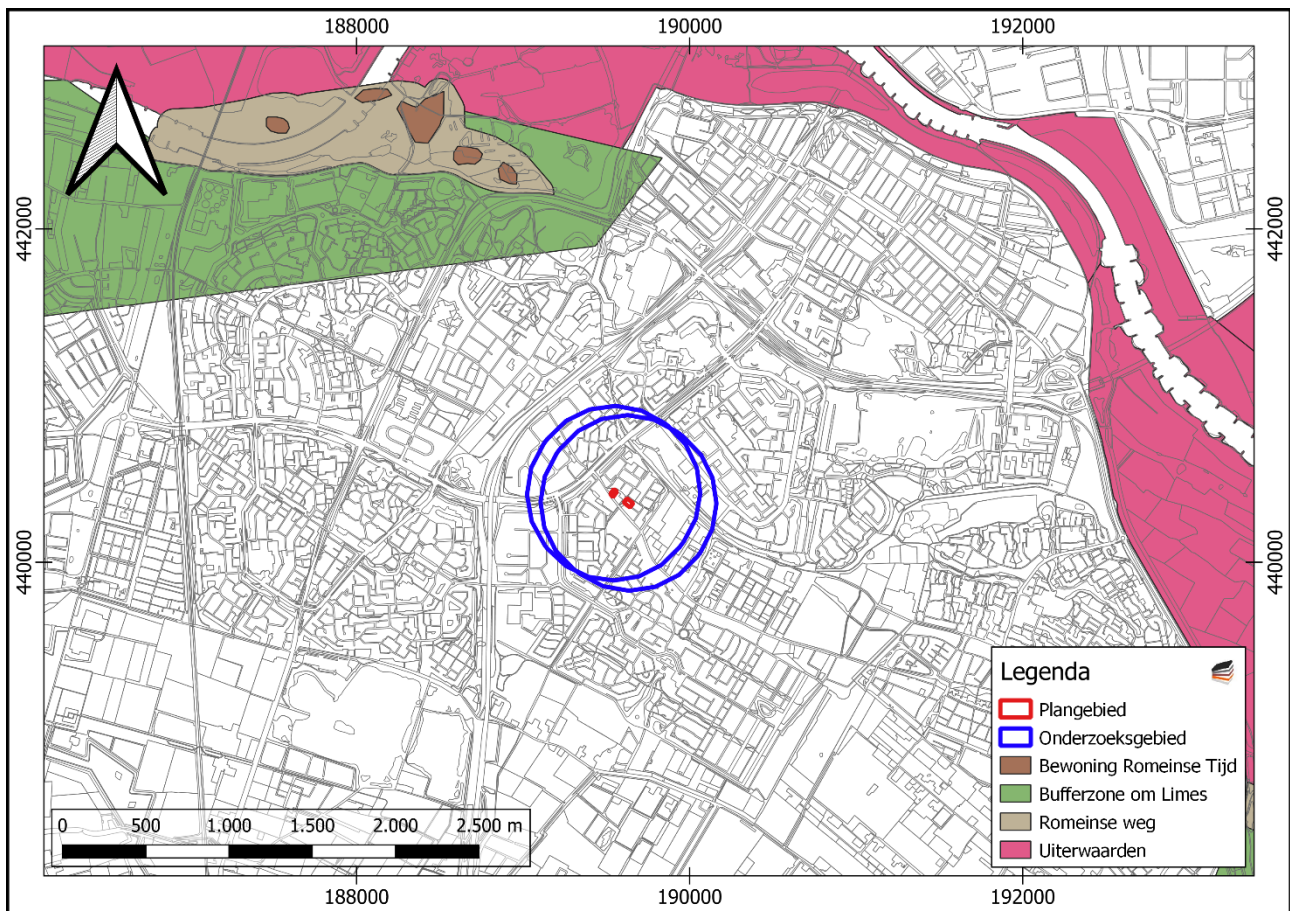 188000 190000 192000
442000 442000
440000 440000
Legenda
Plangebied
Onderzoeksgebied
Bewoning Romeinse Tijd
Bufferzone om Limes
Romeinse weg
Uiterwaarden
0 500 1.000 1.500 2.000 2.500 m
188000 190000 192000